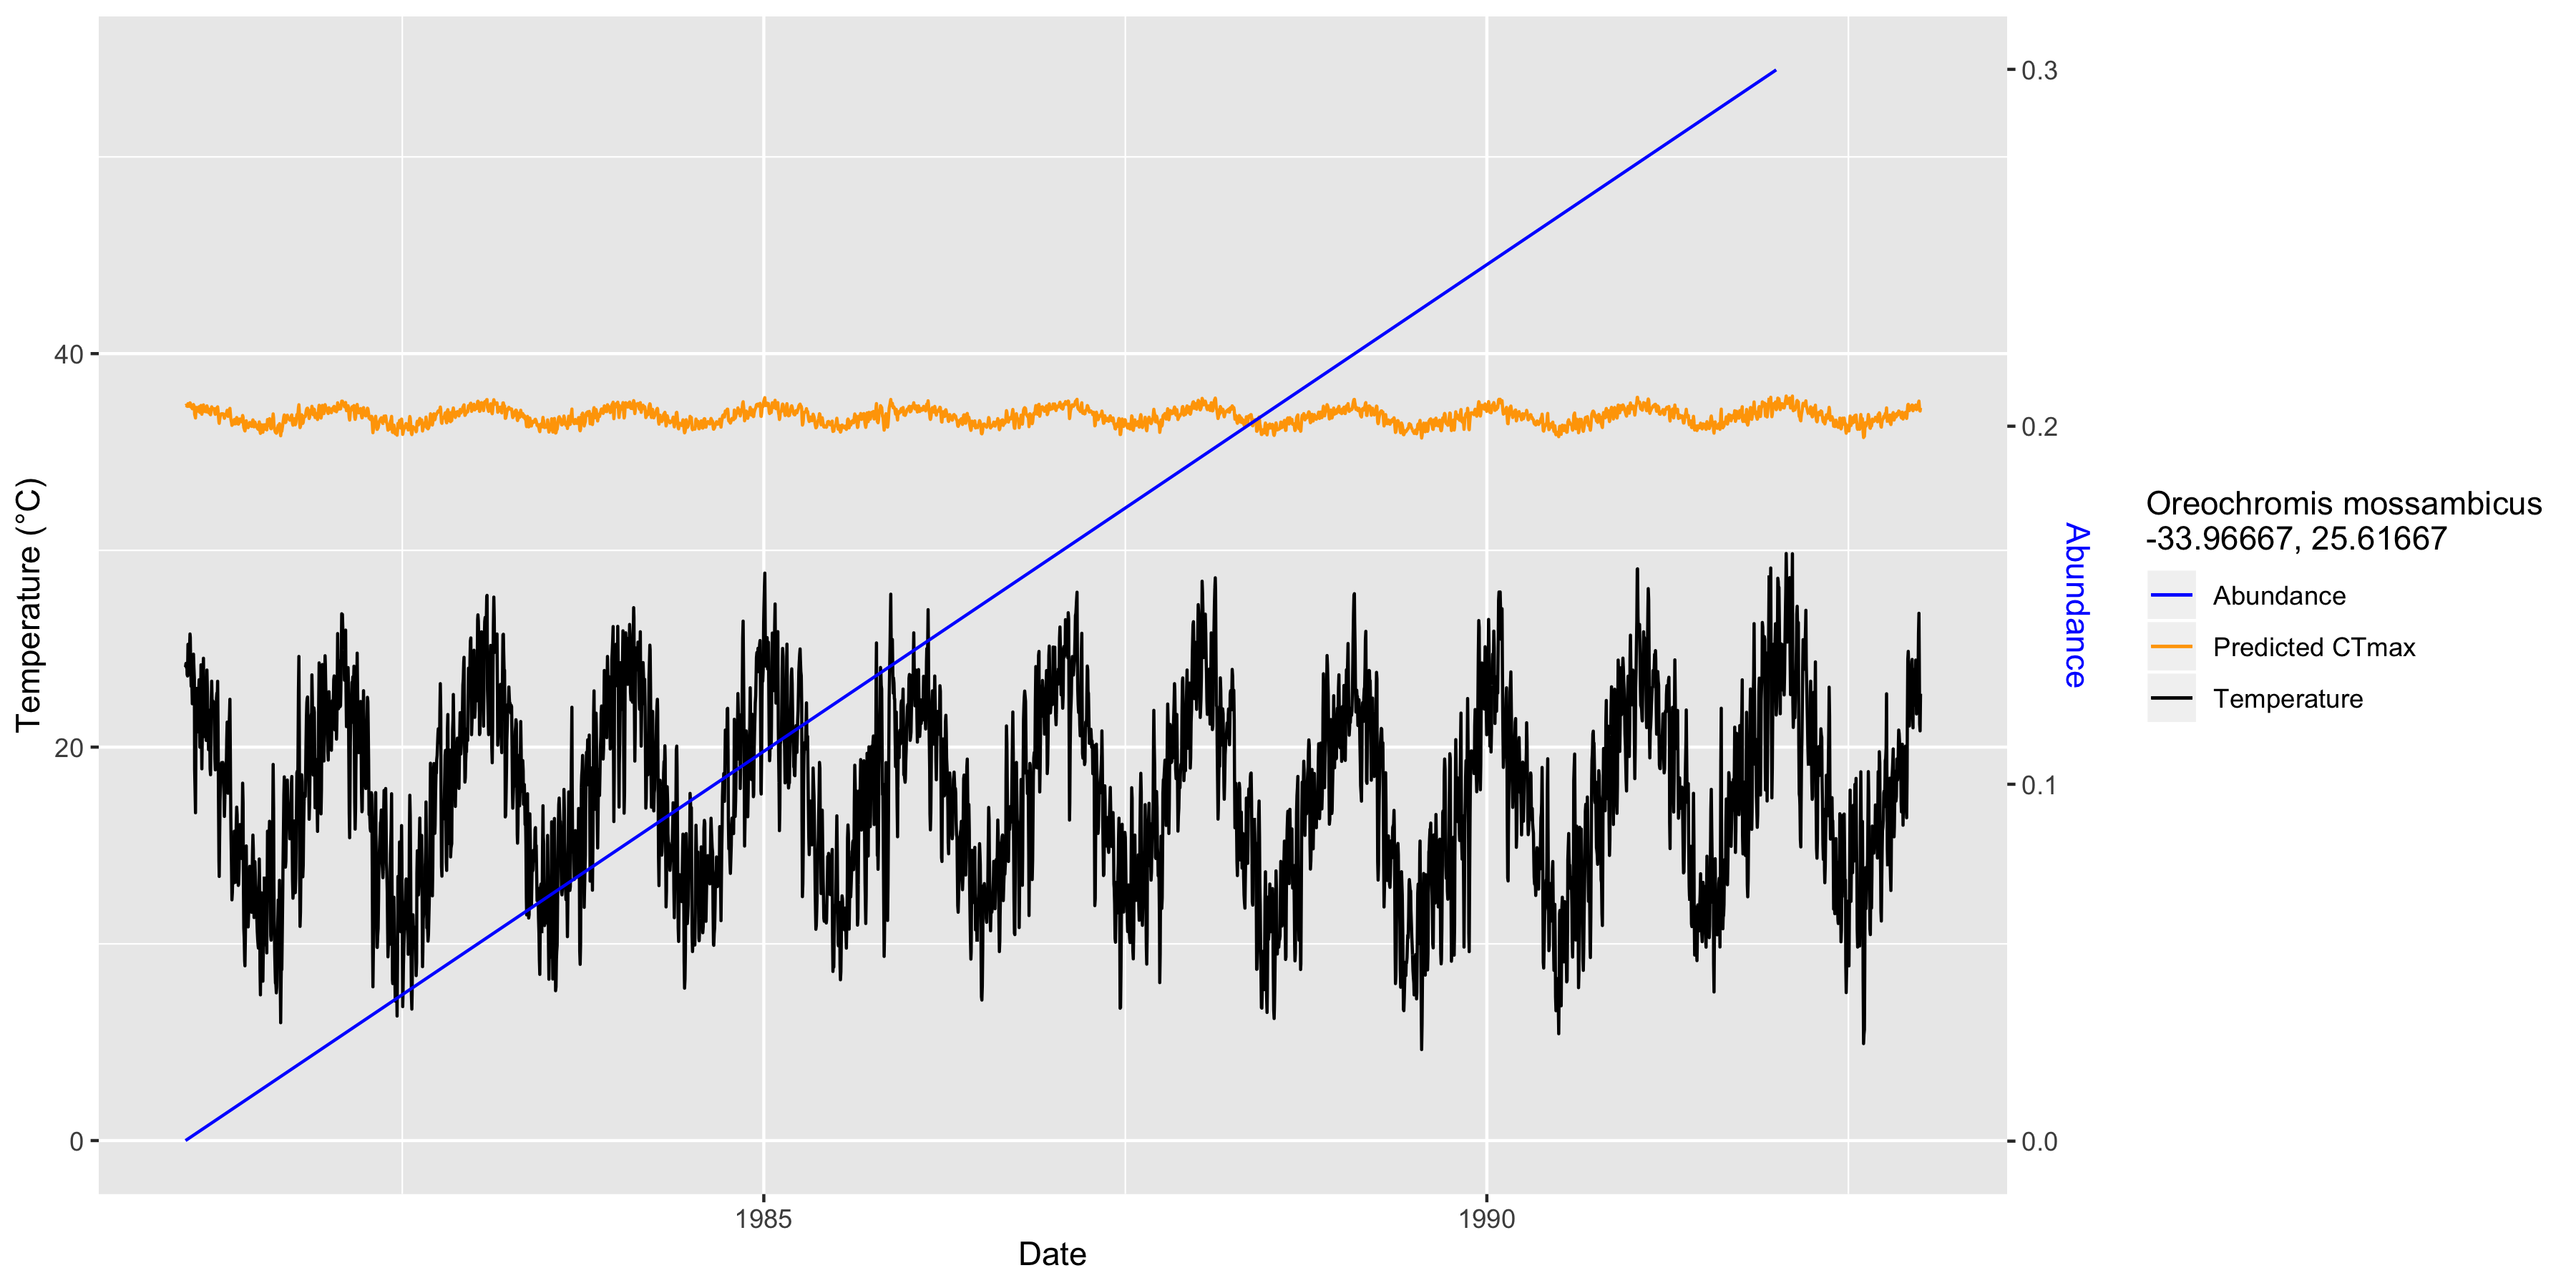 Temperature (°C)
40
20
0
0.3
0.2
0.1
0.0
Abundance
1985
1990
Date
Oreochromis mossambicus
-33.96667, 25.61667
Abundance
Predicted CTmax
Temperature